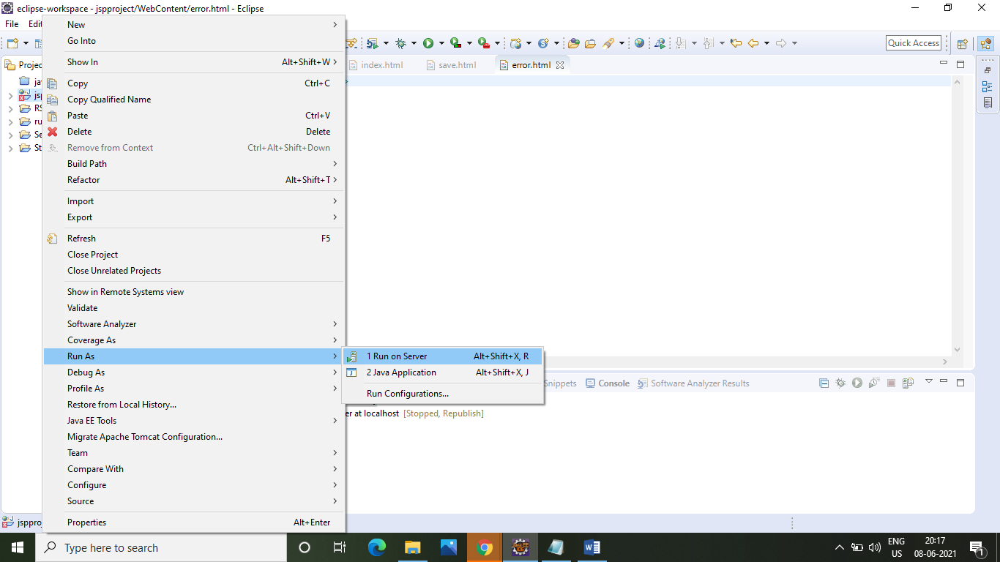 eclipse-workspace - jspproject/WebContent/error.html - Eclipse
File Edi
Quick Access
Projec
index.html save.html error.html
ja
jsp
RS
ru
Se
St
New
Go Into
Show In Alt+Shift+W
Copy Ctrl+C
Copy Qualified Name
Paste Ctrl+V
Delete Delete
Remove from Context Ctrl+Alt+Shift+Down
Build Path
Refactor Alt+Shift+T
Import
Export
Refresh F5
Close Project
Close Unrelated Projects
Show in Remote Systems view
Validate
Software Analyzer
Coverage As
Run As
Debug As
Profile As
Restore from Local History...
Java EE Tools
Migrate Apache Tomcat Configuration...
Team
Compare With
Configure
Source
Properties Alt+Enter
1 Run on Server Alt+Shift+X, R
2 Java Application Alt+Shift+X, J
Run Configurations...
Snippets Console Software Analyzer Results
er at localhost [Stopped, Republish]
jspproj
Type here to search
JAVA EE
IDE
ENG
US
20:17
08-06-2021
1